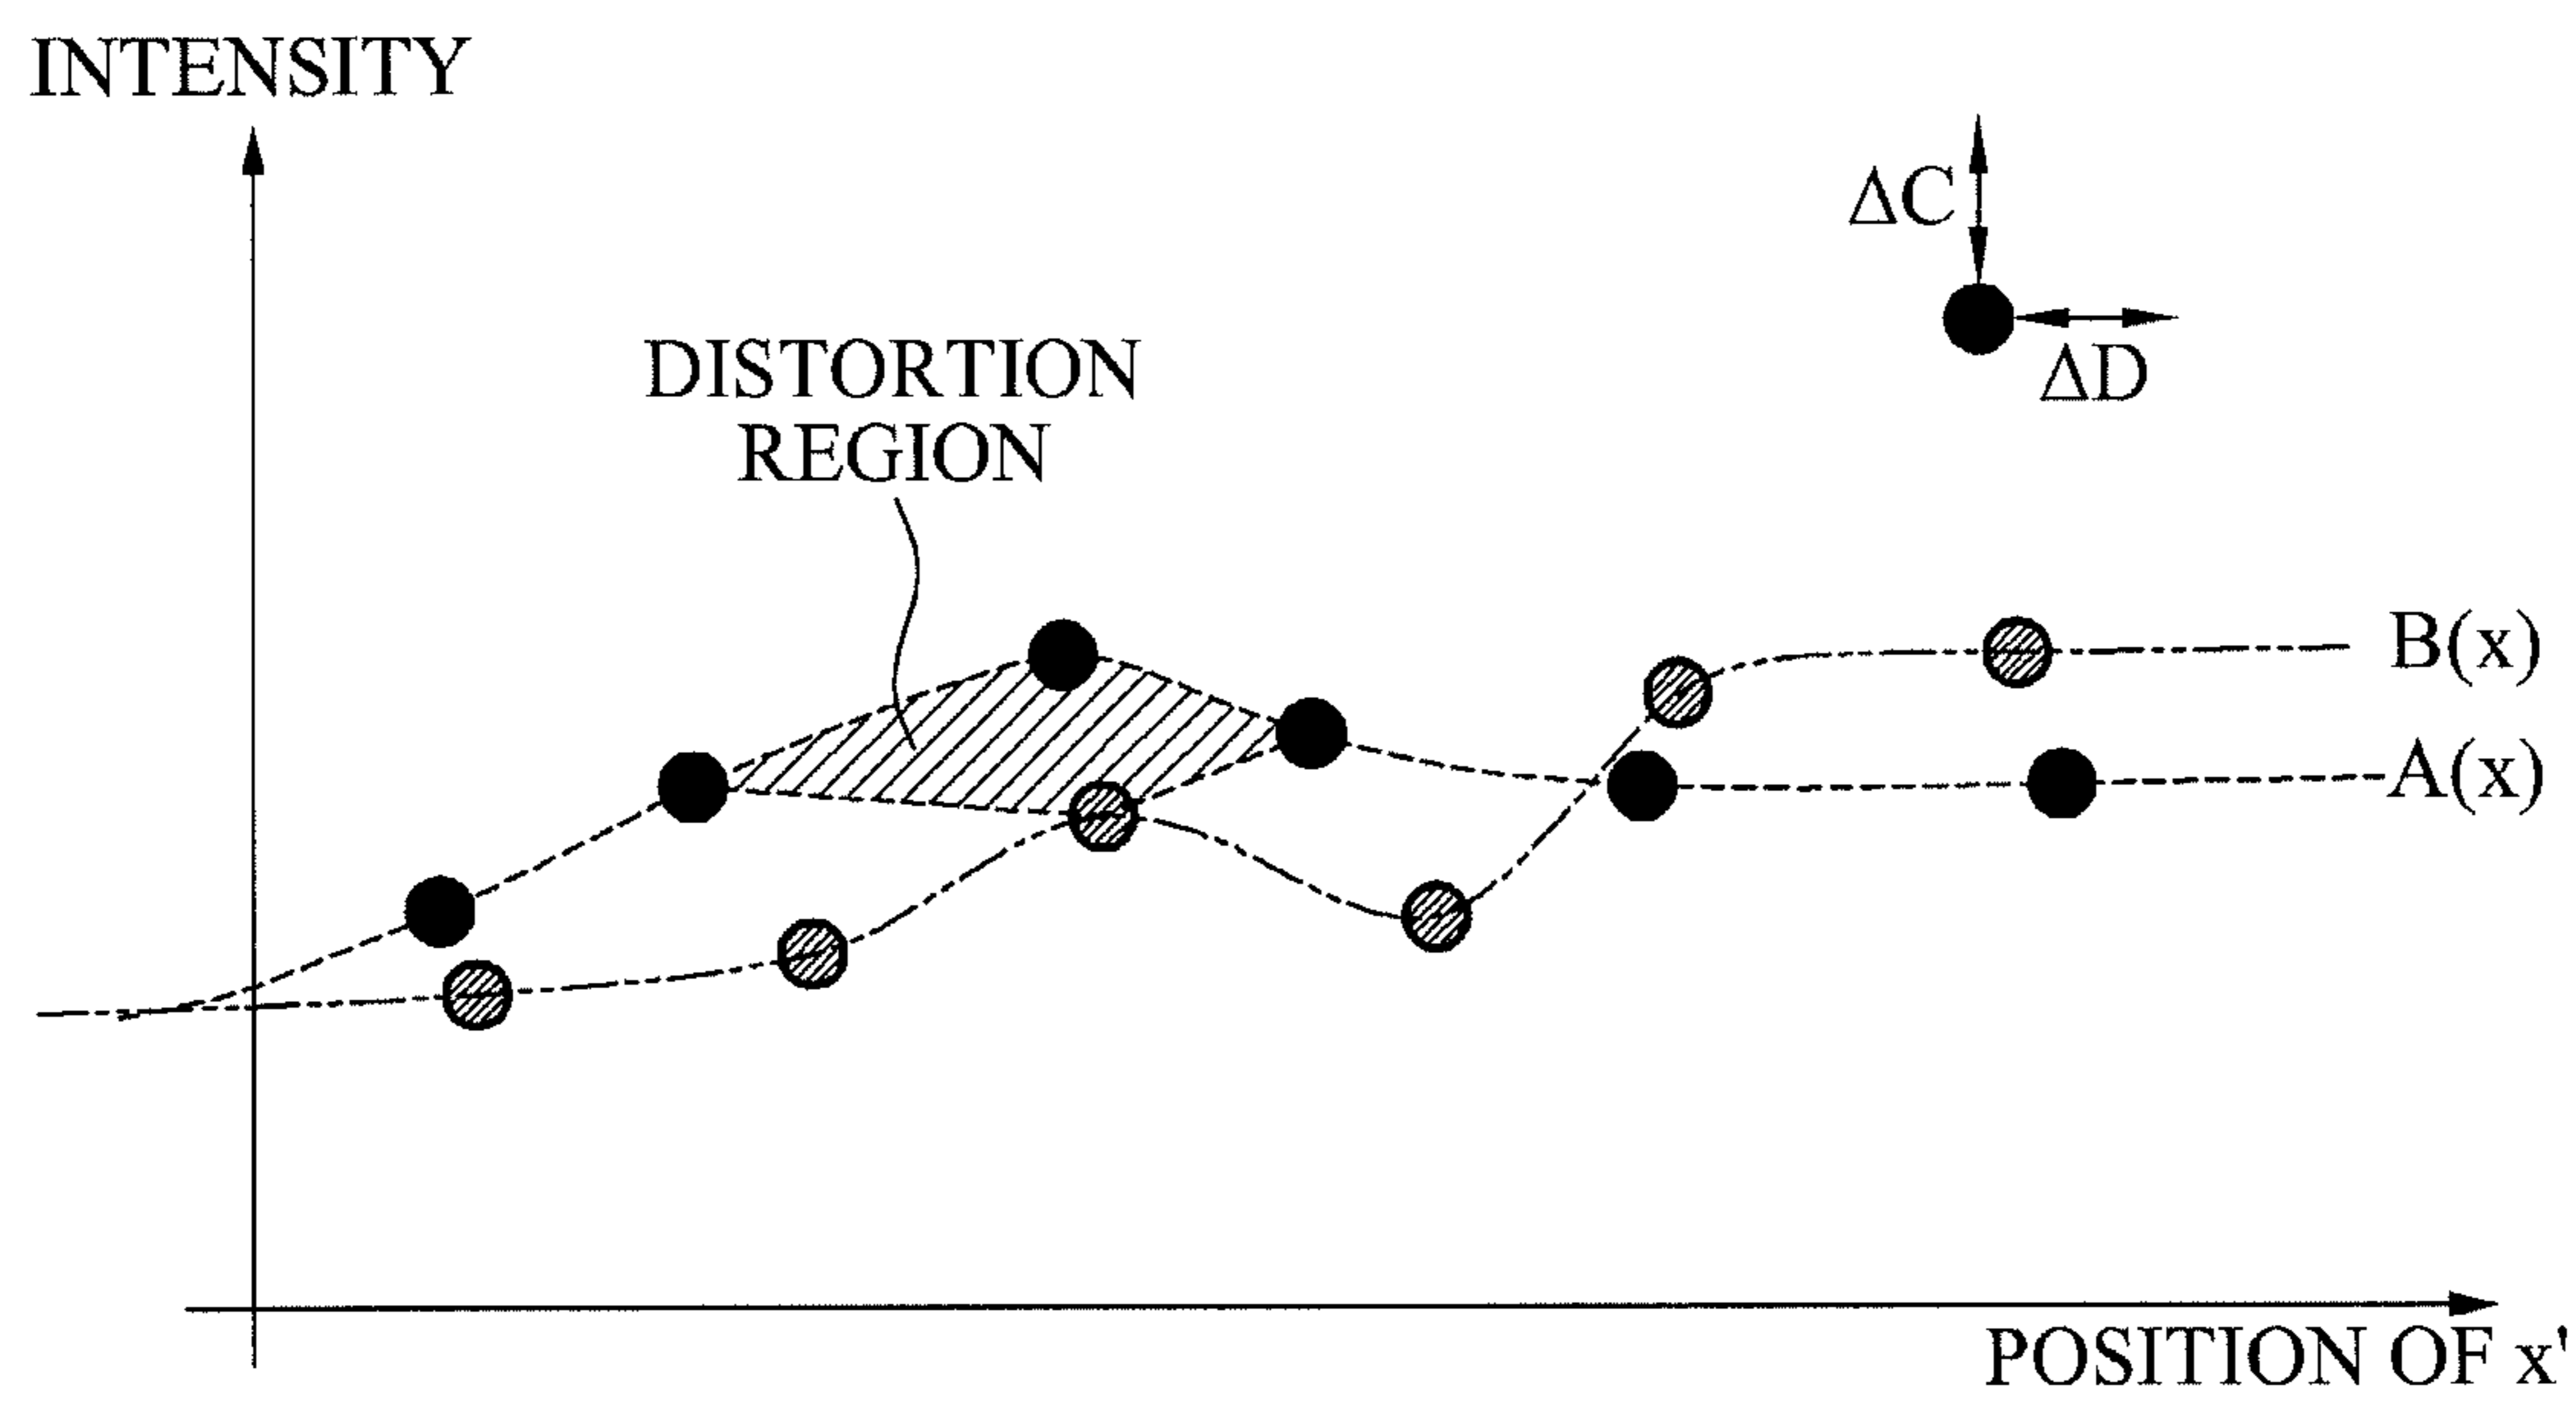 INTENSITY
ΔC
ΔD
DISTORTION
REGION
B(x)
A(x)
POSITION OF x'